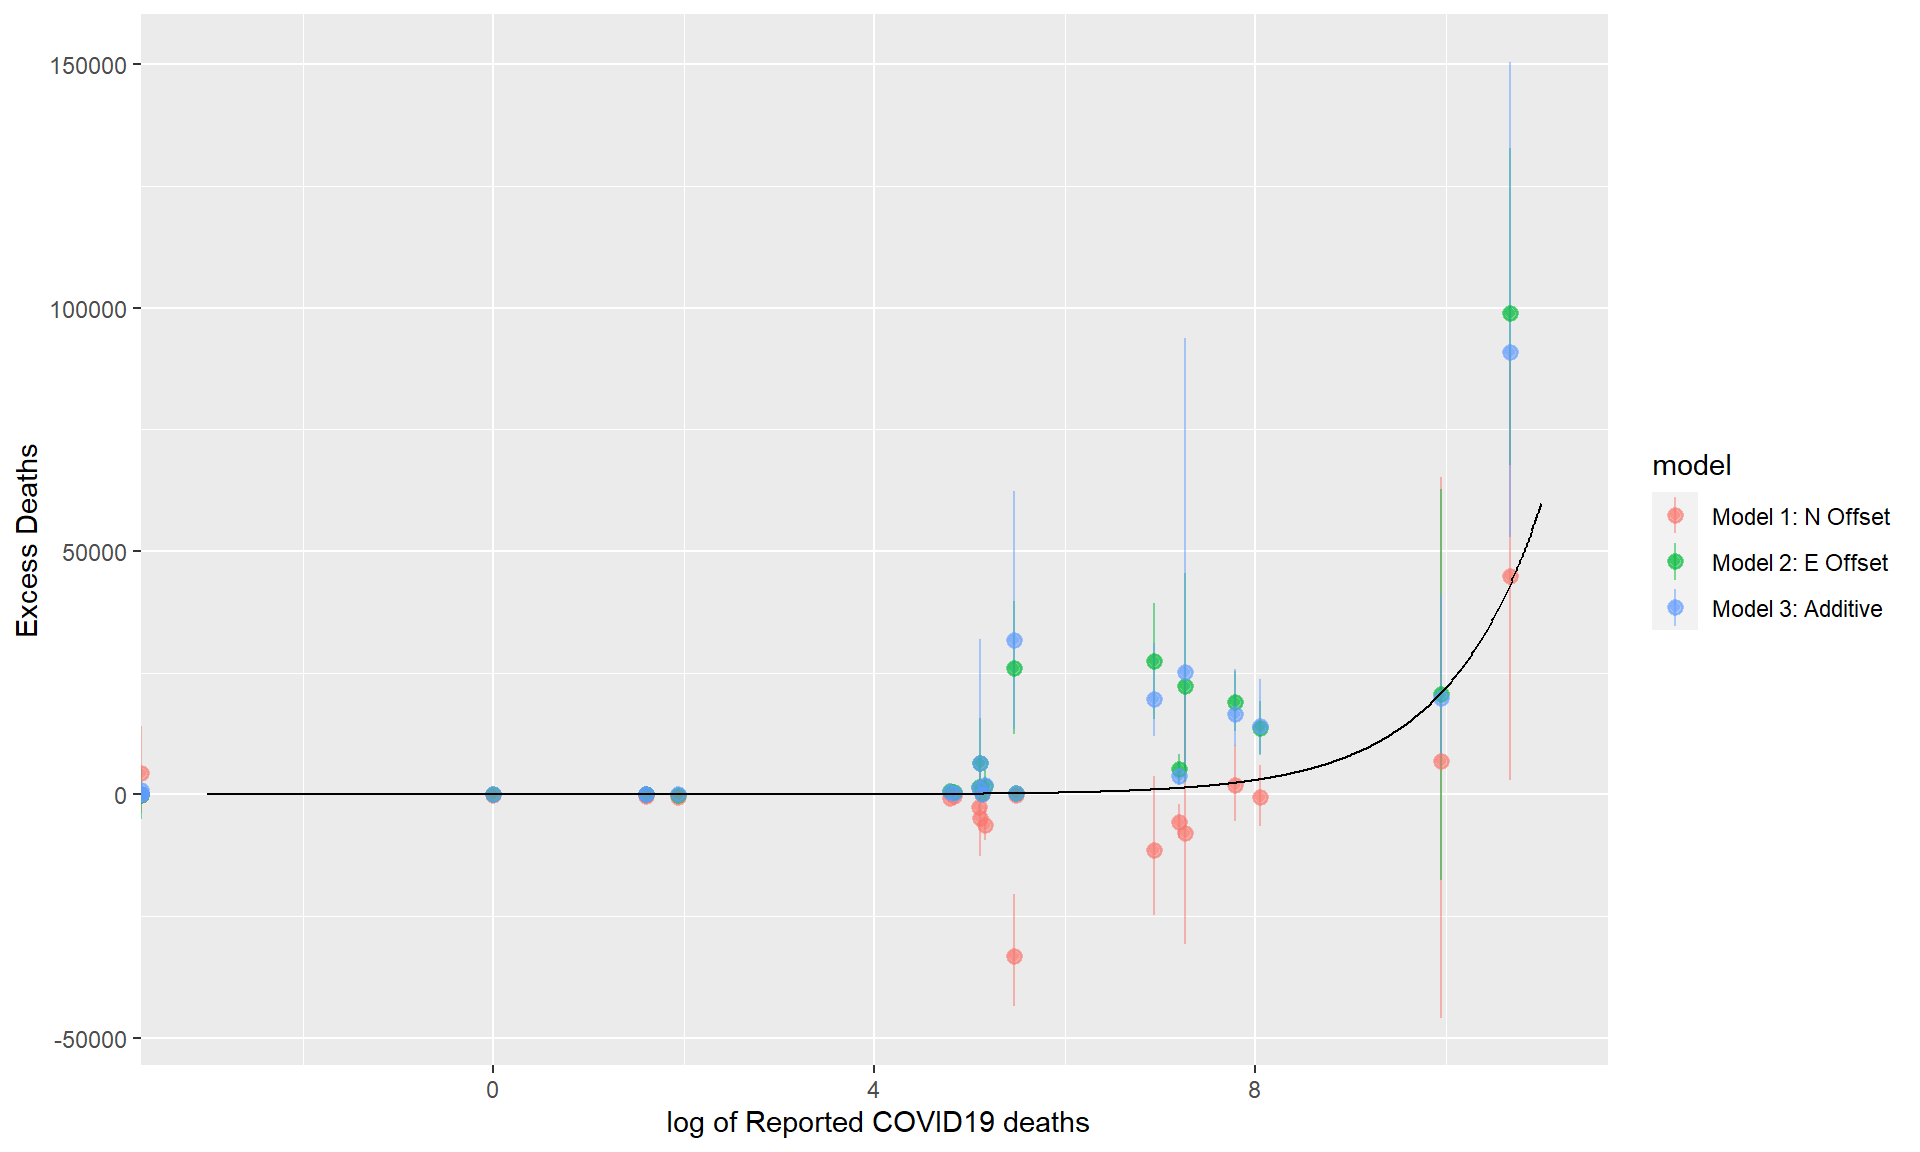 150000
100000
50000
0
-50000
Excess Deaths
0
4
8
log of Reported COVID19 deaths
model
Model 1: N Offset
Model 2: E Offset
Model 3: Additive